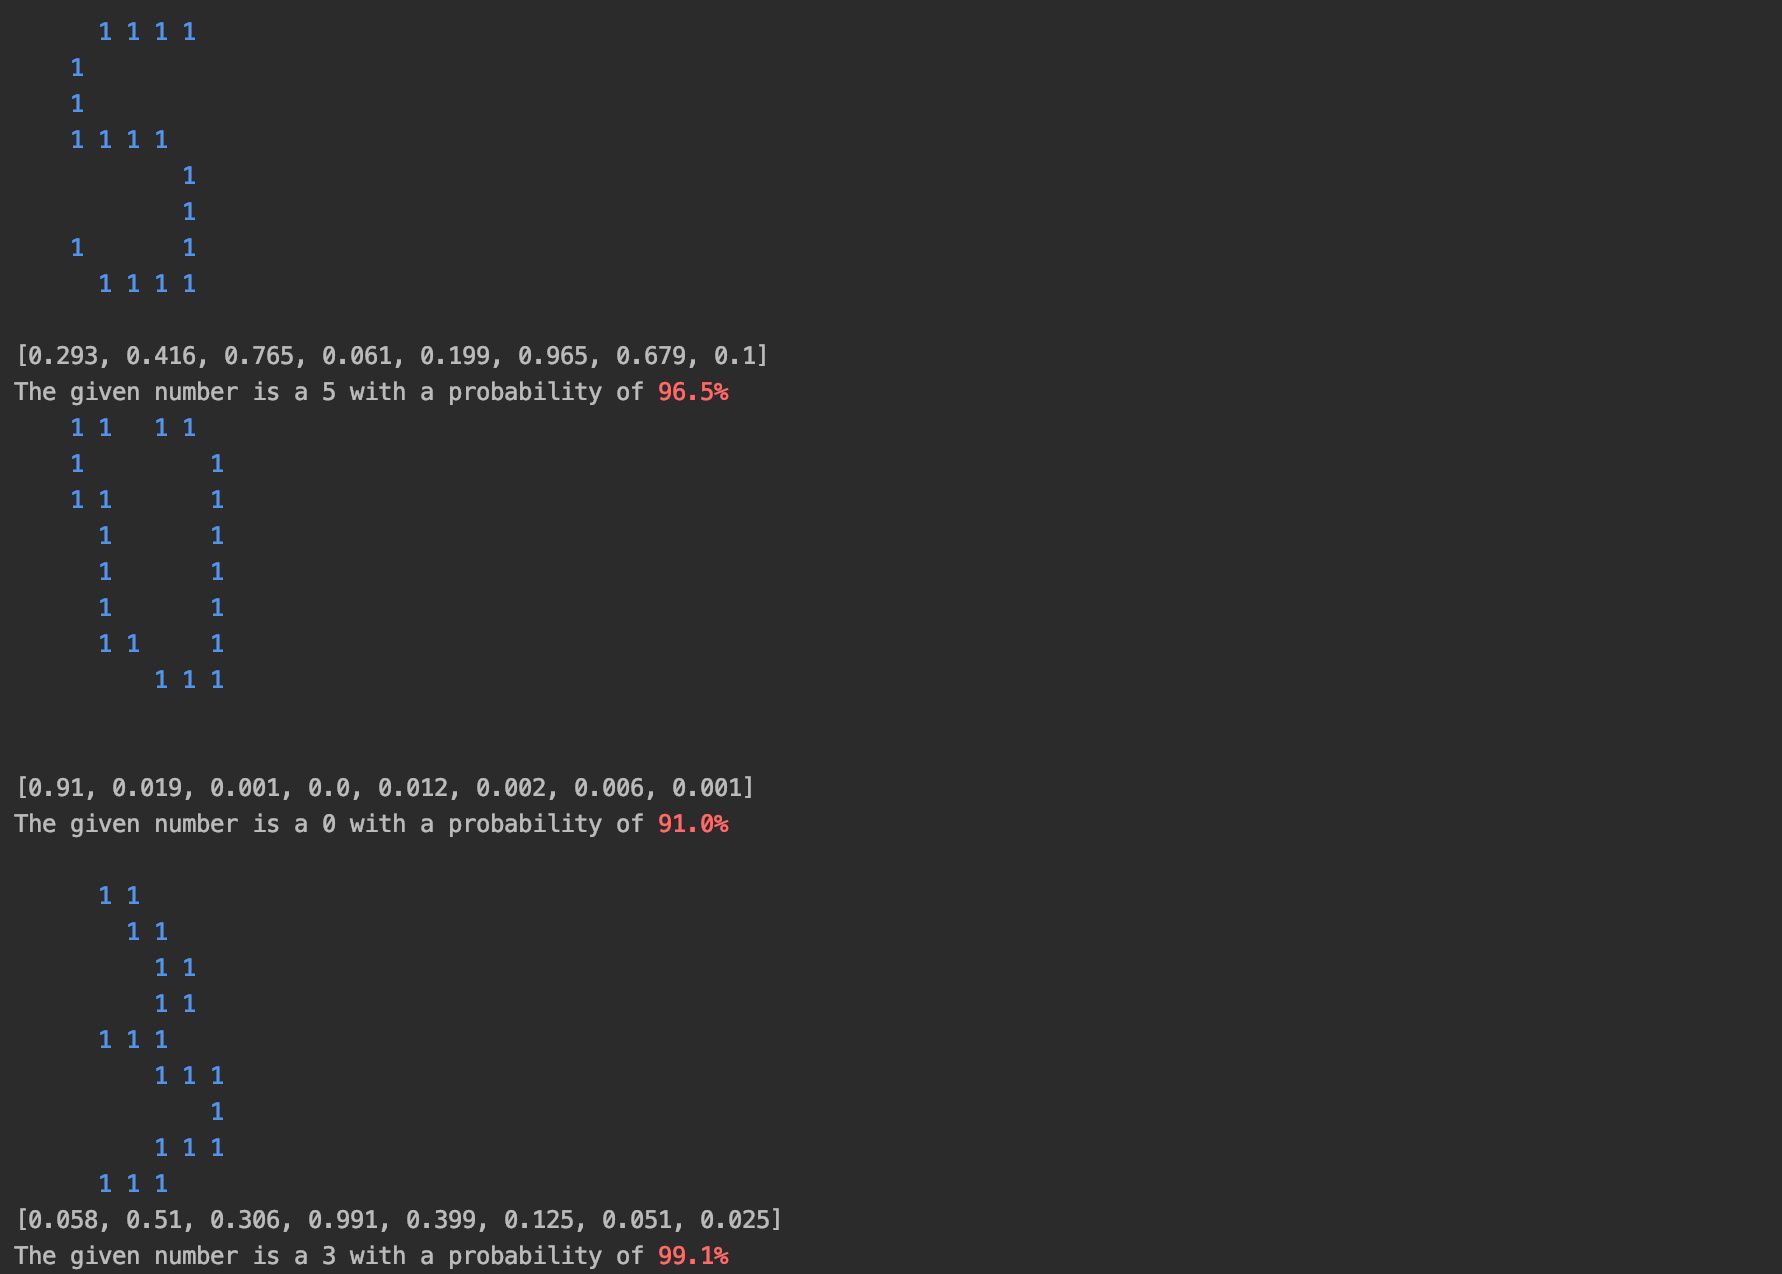 1 1 1 1
1
1
1 1 1 1
1
1
1 1
1 1 1 1
[0.293, 0.416, 0.765, 0.061, 0.199, 0.965, 0.679, 0.1]
The given number is a 5 with a probability of 96.5%
1 1 1 1
1 1
1 1 1
1 1
1 1
1 1
1 1 1
1 1 1
[0.91, 0.019, 0.001, 0.0, 0.012, 0.002, 0.006, 0.001]
The given number is a 0 with a probability of 91.0%
1 1
1 1
1 1
1 1
1 1 1
1 1 1
1
1 1 1
1 1 1
[0.058, 0.51, 0.306, 0.991, 0.399, 0.125, 0.051, 0.025]
The given number is a 3 with a probability of 99.1%